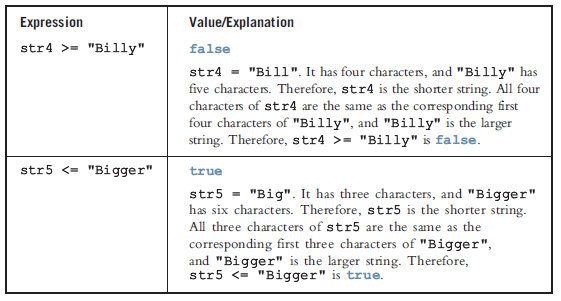 Expression Value/Explanation
str4 >= "Billy" false
str4 = "Bill". It has four characters, and "Billy" has
five characters. Therefore, str4 is the shorter string. All four
characters of str4 are the same as the corresponding first
four characters of "Billy", and "Billy" is the larger
string. Therefore, str4 >= "Billy" is false.
str5 <= "Bigger" true
str5 = "Big". It has three characters, and "Bigger"
has six characters. Therefore, str5 is the shorter string.
All three characters of str5 are the same as the
corresponding first three characters of "Bigger",
and "Bigger" is the larger string. Therefore,
str5 <= "Bigger" is true.